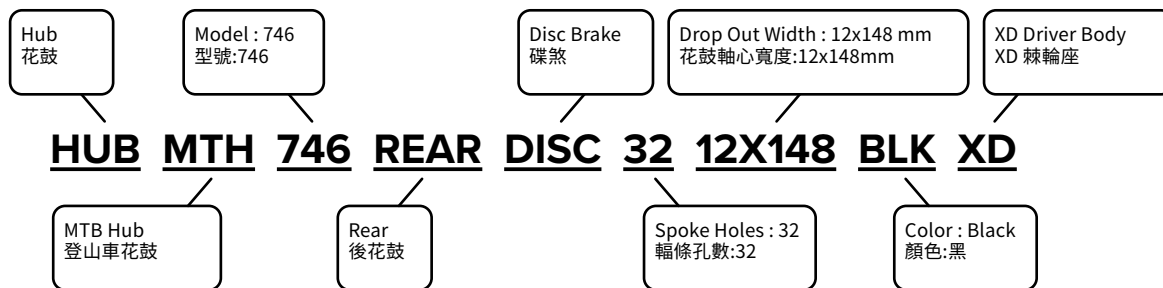 Hub
花鼓
Model : 746
型號:746
Disc Brake
碟煞
Drop Out Width : 12x148 mm
花鼓軸心寬度:12x148mm
XD Driver Body
XD 棘輪座
HUB MTH 746 REAR DISC 32 12X148 BLK XD
MTB Hub
登山車花鼓
Rear
後花鼓
Spoke Holes : 32
輻條孔數:32
Color : Black
顏色:黑